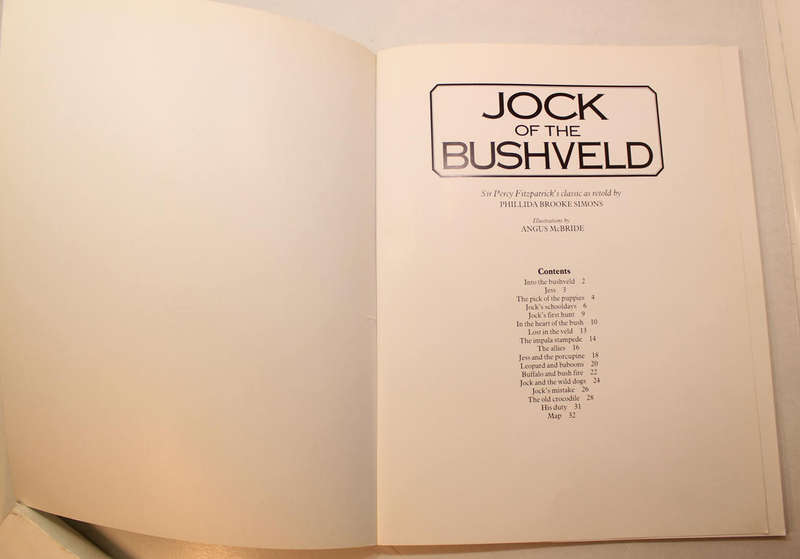 JOCK
OF THE
BUSHVELD
Sir Percy Fitzpatrick's classic as retold by
PHILLIDA BROOKE SIMONS
Illustrations by
ANGUS McBRIDE
Contents
Into the bushveld 2
Jess 3
The pick of the puppies 4
Jock's schooldays 6
Jock's first hunt 9
In the heart of the bush 10
Lost in the veld 13
The impala stampede 14
The allies 16
Jess and the porcupine 18
Leopard and baboons 20
Buffalo and bush fire 22
Jock and the wild dogs 24
Jock's mistake 26
The old crocodile 28
His duty 31
Map 32